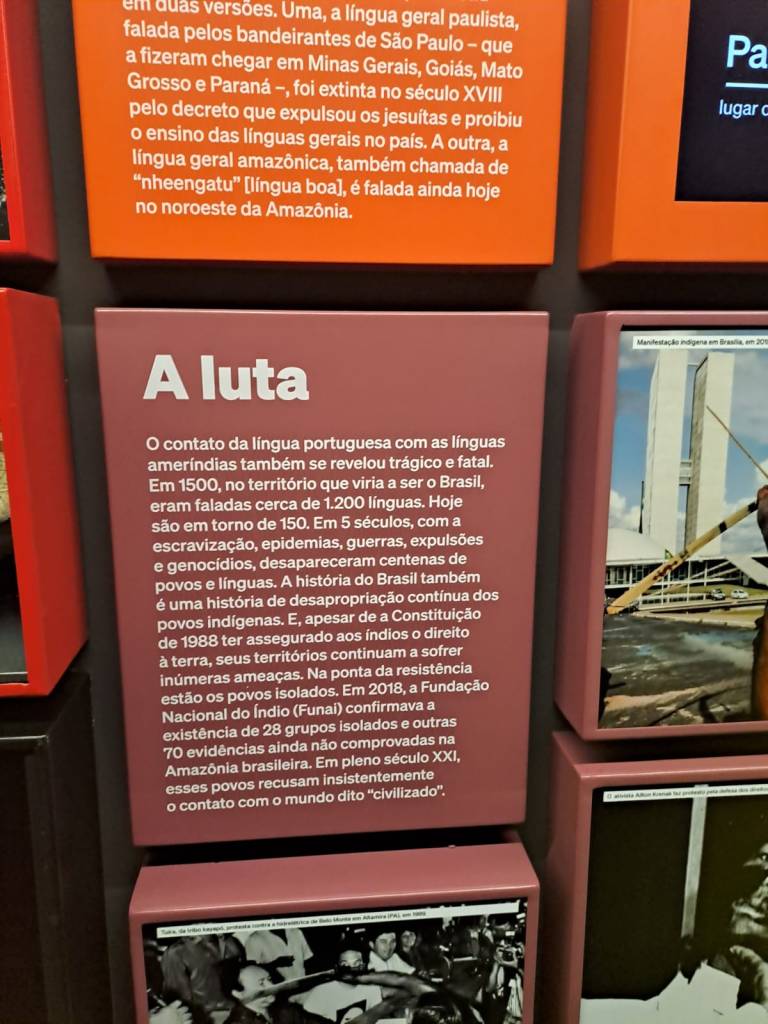 em duas versões. Uma, a língua geral paulista,
falada pelos bandeirantes de São Paulo – que
a fizeram chegar em Minas Gerais, Goiás, Mato
Grosso e Paraná –, foi extinta no século XVIII
pelo decreto que expulsou os jesuítas e proibiu
o ensino das línguas gerais no país. A outra, a
língua geral amazônica, também chamada de
“nheengatu” [língua boa], é falada ainda hoje
no noroeste da Amazônia.
Pa
lugar
A luta
O contato da língua portuguesa com as línguas
ameríndias também se revelou trágico e fatal.
Em 1500, no território que viria a ser o Brasil,
eram faladas cerca de 1.200 línguas. Hoje
são em torno de 150. Em 5 séculos, com a
escravização, epidemias, guerras, expulsões
e genocídios, desapareceram centenas de
povos e línguas. A história do Brasil também
é uma história de desapropriação contínua dos
povos indígenas. E, apesar de a Constituição
de 1988 ter assegurado aos índios o direito
à terra, seus territórios continuam a sofrer
inúmeras ameaças. Na ponta da resistência
estão os povos isolados. Em 2018, a Fundação
Nacional do Índio (Funai) confirmava a
existência de 28 grupos isolados e outras
70 evidências ainda não comprovadas na
Amazônia brasileira. Em pleno século XXI,
esses povos recusam insistentemente
o contato com o mundo dito “civilizado”.
Manifestação indígena em Brasília, em 201
O ativista Ailton Krenak faz protesto pela defesa dos direitos
Tuíra, da tribo kayapó, protesta contra a hidrelétrica de Belo Monte em Altamira (PA), em 1989